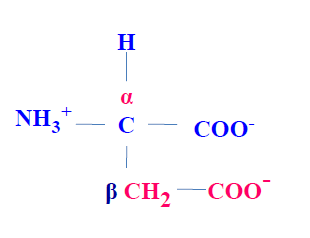 H
α
NH₃⁺ C COO⁻
β CH₂ COO⁻